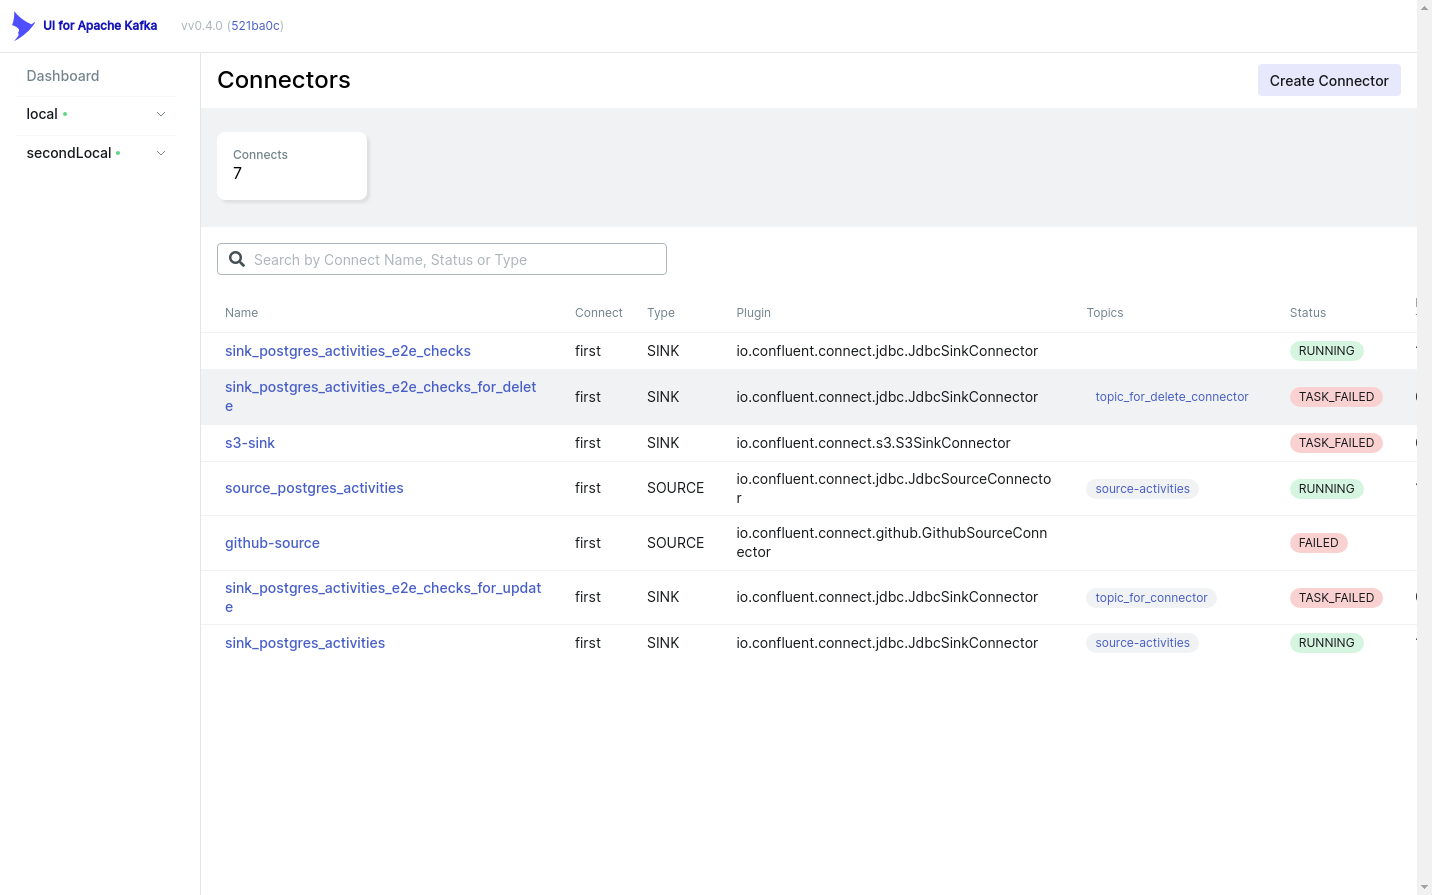 UI for Apache Kafka
vv0.4.0 (521ba0c)
Dashboard
local
secondLocal
Connectors
Create Connector
Connects
7
Search by Connect Name, Status or Type
Name Connect Type Plugin Topics Status
sink_postgres_activities_e2e_checks first SINK io.confluent.connect.jdbc.JdbcSinkConnector RUNNING
sink_postgres_activities_e2e_checks_for_delet
e
first SINK io.confluent.connect.jdbc.JdbcSinkConnector topic_for_delete_connector TASK_FAILED
s3-sink first SINK io.confluent.connect.s3.S3SinkConnector TASK_FAILED
source_postgres_activities first SOURCE io.confluent.connect.jdbc.JdbcSourceConnecto
r
source-activities RUNNING
github-source first SOURCE io.confluent.connect.github.GithubSourceConn
ector
FAILED
sink_postgres_activities_e2e_checks_for_updat
e
first SINK io.confluent.connect.jdbc.JdbcSinkConnector topic_for_connector TASK_FAILED
sink_postgres_activities first SINK io.confluent.connect.jdbc.JdbcSinkConnector source-activities RUNNING